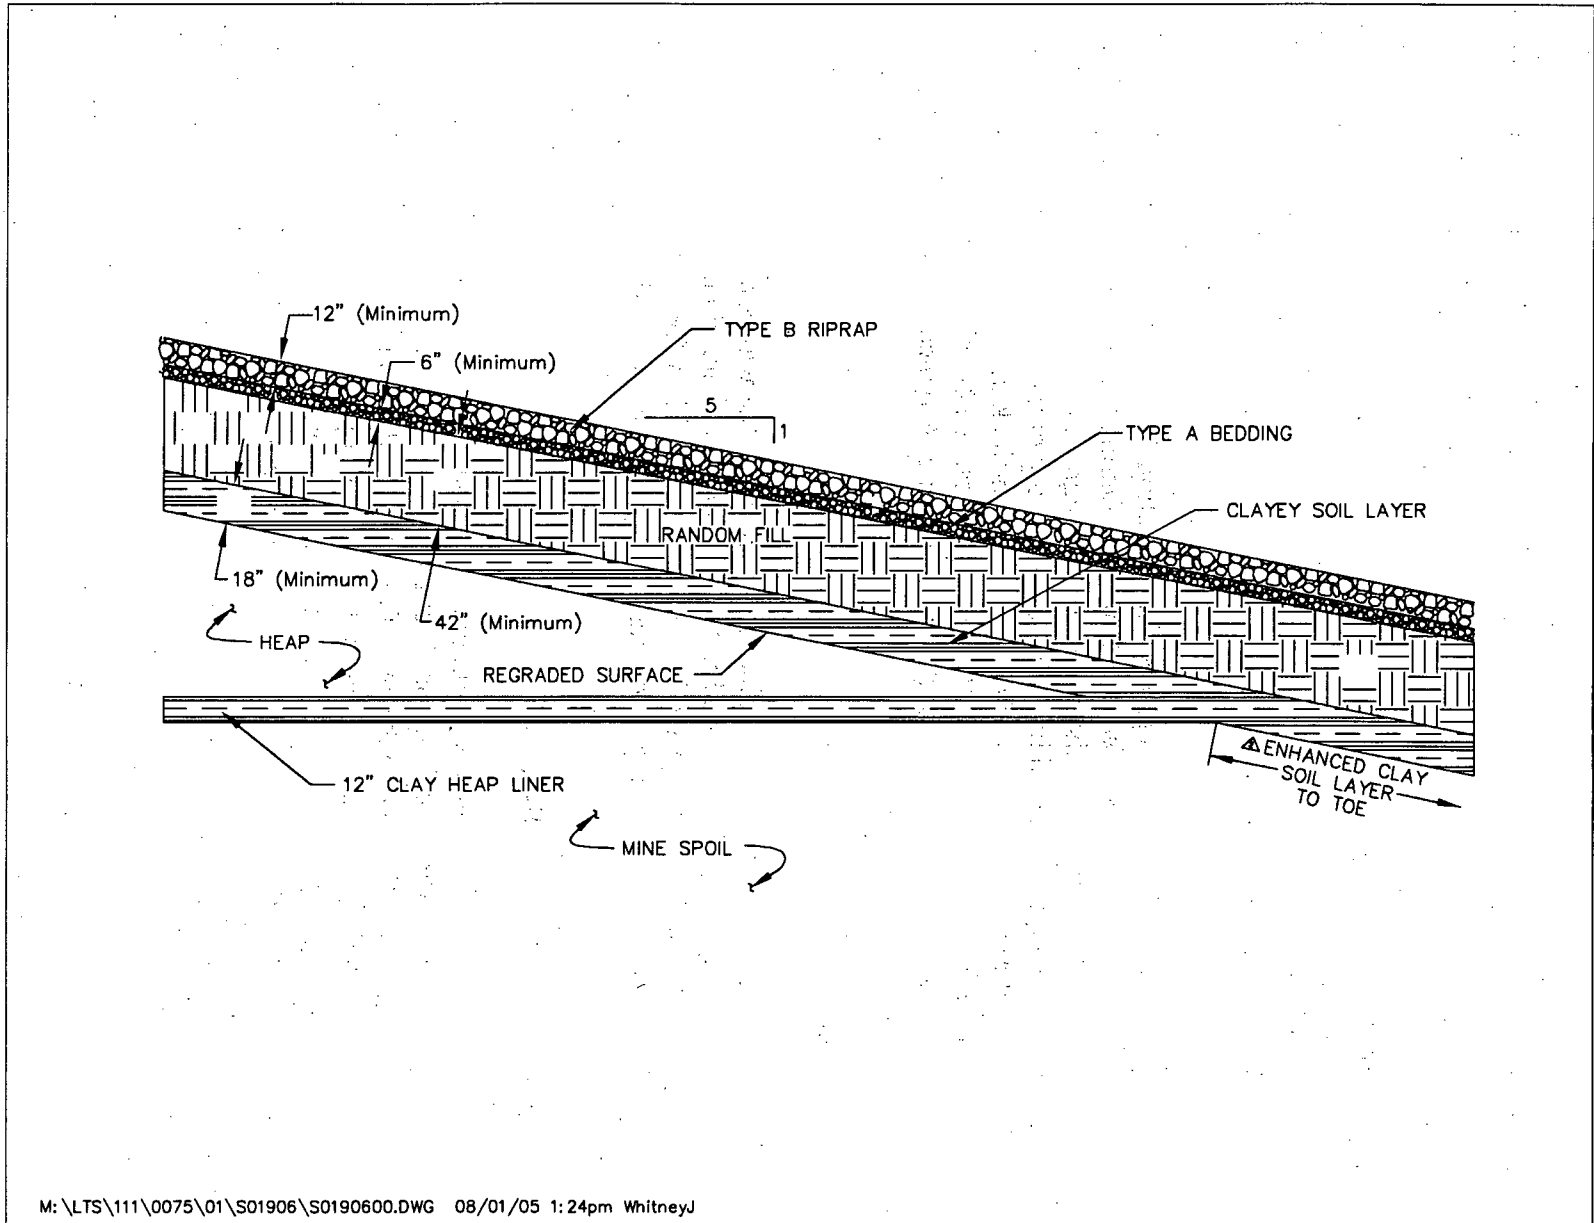 12" (Minimum)
TYPE B RIPRAP
6" (Minimum)
5
1
TYPE A BEDDING
CLAYEY SOIL LAYER
RANDOM FILL
18" (Minimum)
42" (Minimum)
HEAP
REGRADED SURFACE
ENHANCED CLAY
SOIL LAYER
TO TOE
12" CLAY HEAP LINER
MINE SPOIL
M:\LTS\111\0075\01\S01906\S0190600.DWG 08/01/05 1:24pm WhitneyJ